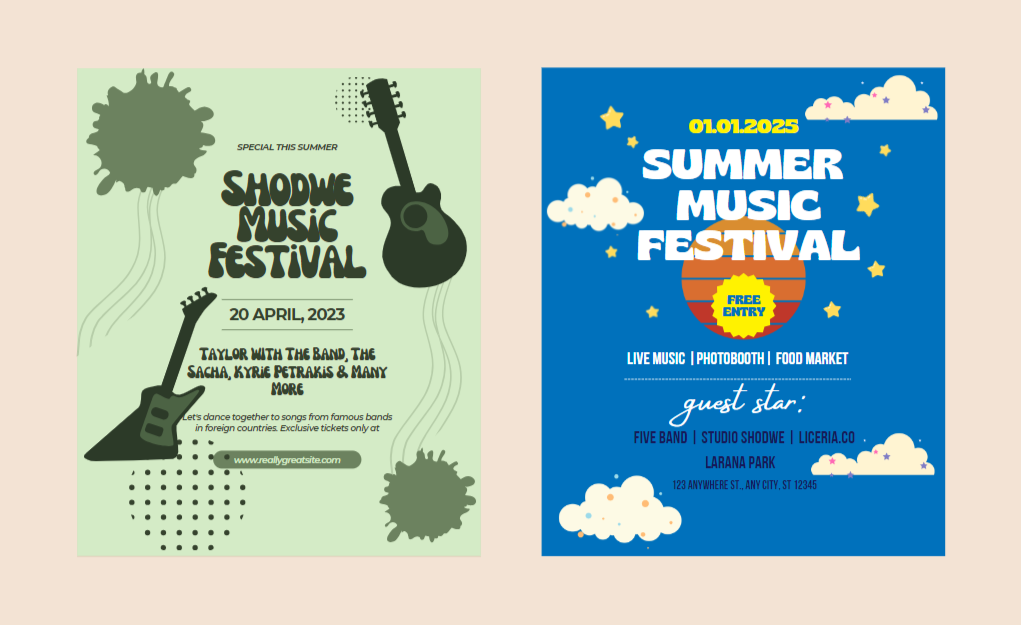 SPECIAL THIS SUMMER
SHODWE
MUSIC
FESTIVAL
20 APRIL, 2023
TAYLOR WITH THE BAND, THE
SACHA, KYRIE PETRAKIS & MANY
MORE
Let's dance together to songs from famous bands
in foreign countries. Exclusive tickets only at
www.reallygreatsite.com
01.01.2025
SUMMER
MUSIC
FESTIVAL
FREE
ENTRY
LIVE MUSIC | PHOTOBOOTH | FOOD MARKET
guest star:
FIVE BAND | STUDIO SHODWE | LICERIA.CO
LARANA PARK
123 ANYWHERE ST., ANY CITY, ST 12345